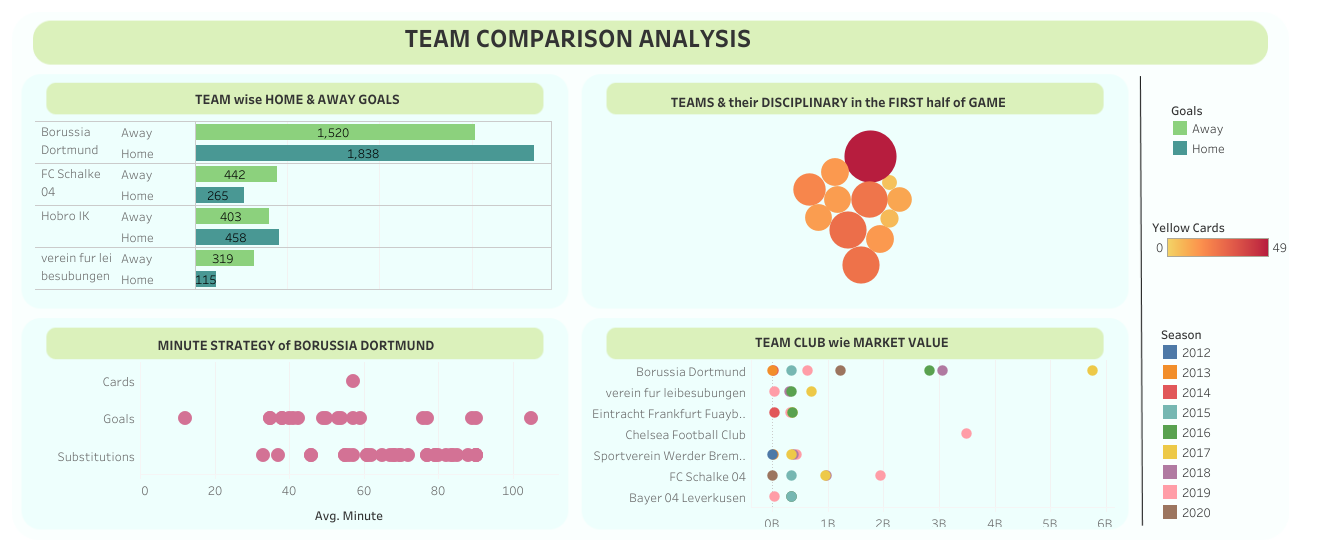 TEAM COMPARISON ANALYSIS
TEAM wise HOME & AWAY GOALS
Borussia Dortmund
Away 1,520
Home 1,838
FC Schalke 04
Away 442
Home 265
Hobro IK
Away 403
Home 458
verein fur lei besubungen
Away 319
Home 115
TEAMS & their DISCIPLINARY in the FIRST half of GAME
Goals
Away
Home
Yellow Cards
0 49
MINUTE STRATEGY of BORUSSIA DORTMUND
Cards
Goals
Substitutions
0 20 40 60 80 100
Avg. Minute
TEAM CLUB wie MARKET VALUE
Borussia Dortmund
verein fur leibesubungen
Eintracht Frankfurt Fuayb..
Chelsea Football Club
Sportverein Werder Brem..
FC Schalke 04
Bayer 04 Leverkusen
0B 1B 2B 3B 4B 5B 6B
Season
2012
2013
2014
2015
2016
2017
2018
2019
2020